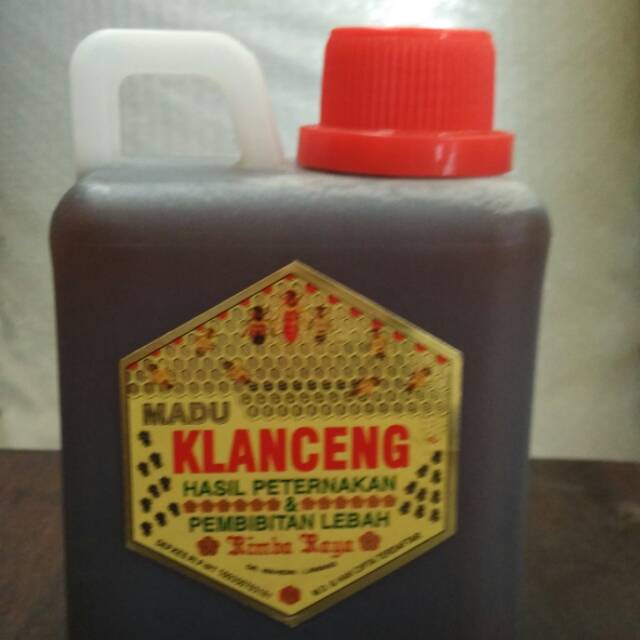 MADU
KLANCENG
HASIL PETERNAKAN
&
PEMBIBITAN LEBAH
Rimba Raya